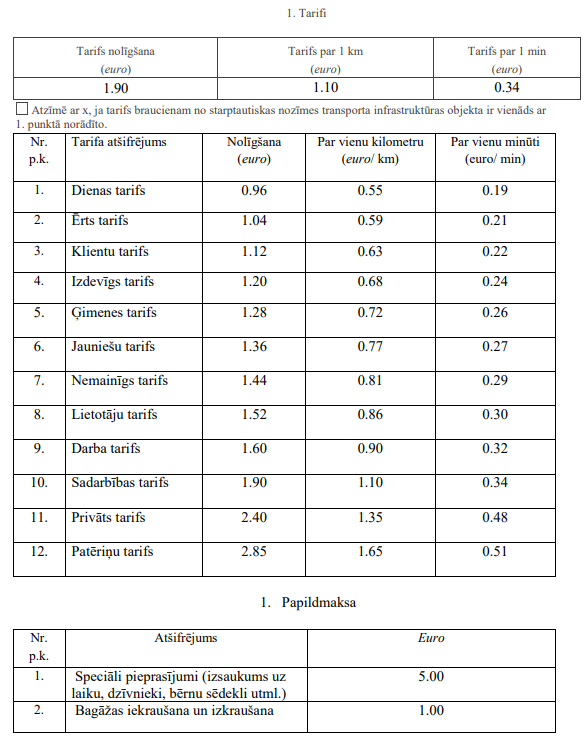 1. Tarifi
Tarifs nolīgšana Tarifs par 1 km Tarifs par 1 min
(euro) (euro) (euro)
1.90 1.10 0.34
Atzīmē ar x, ja tarifs braucienam no starptautiskas nozīmes transporta infrastruktūras objekta ir vienāds ar
1. punktā norādīto.
Nr. Tarifa atšifrējums Nolīgšana Par vienu kilometru Par vienu minūti
p.k. (euro) (euro/ km) (euro/ min)
1. Dienas tarifs 0.96 0.55 0.19
2. Ērts tarifs 1.04 0.59 0.21
3. Klientu tarifs 1.12 0.63 0.22
4. Izdevīgs tarifs 1.20 0.68 0.24
5. Ģimenes tarifs 1.28 0.72 0.26
6. Jauniešu tarifs 1.36 0.77 0.27
7. Nemainīgs tarifs 1.44 0.81 0.29
8. Lietotāju tarifs 1.52 0.86 0.30
9. Darba tarifs 1.60 0.90 0.32
10. Sadarbības tarifs 1.90 1.10 0.34
11. Privāts tarifs 2.40 1.35 0.48
12. Patēriņu tarifs 2.85 1.65 0.51
1. Papildmaksa
Nr. Atšifrējums Euro
p.k.
1. Speciāli pieprasījumi (izsaukums uz 5.00
laiku, dzīvnieki, bērnu sēdekli utml.)
2. Bagāžas iekraušana un izkraušana 1.00